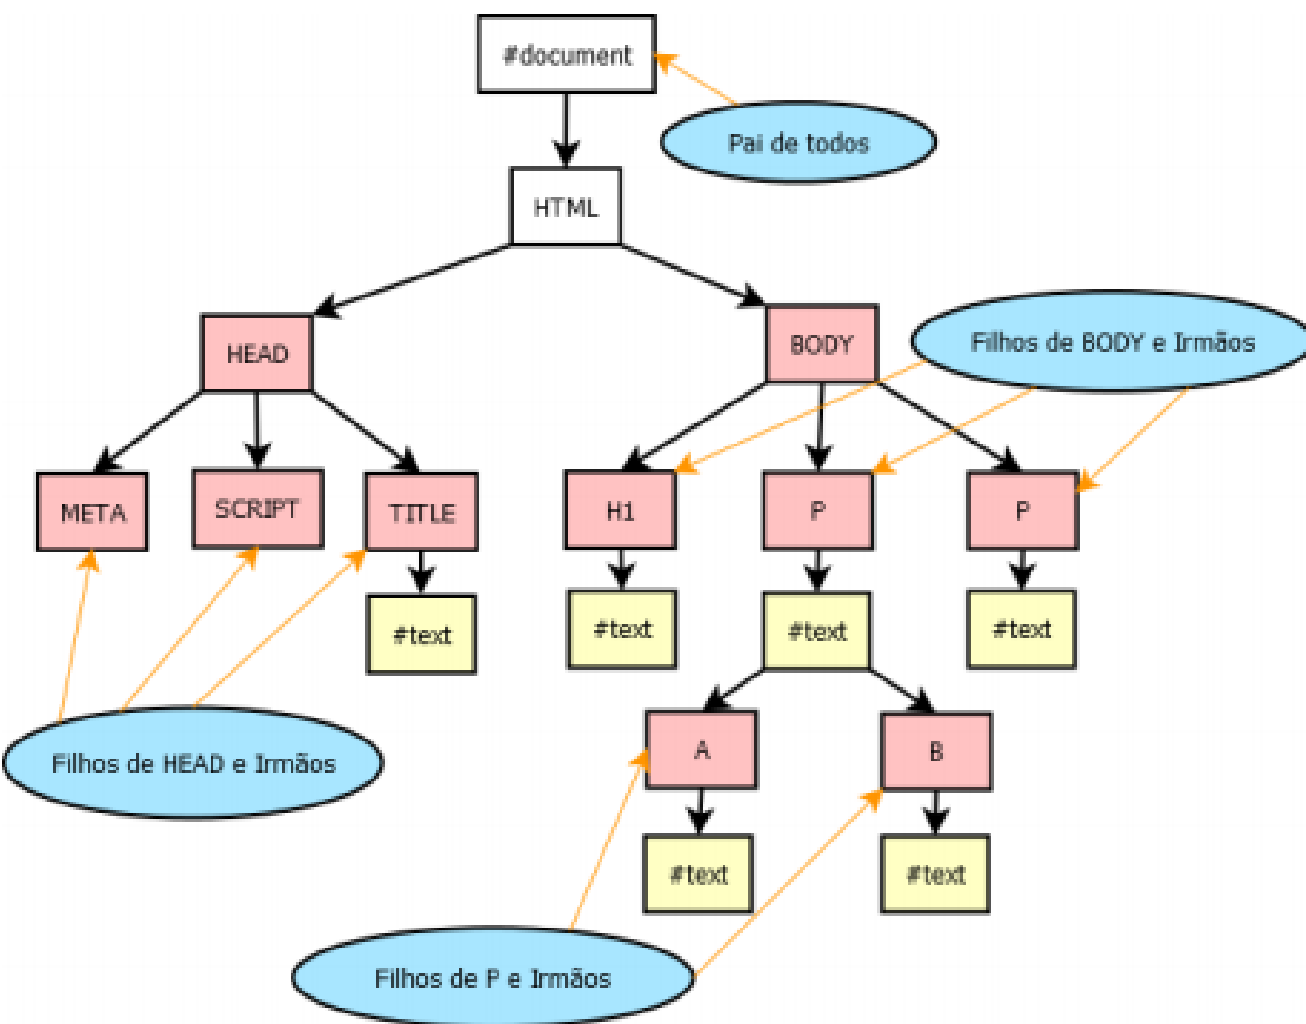 #document
Pai de todos
HTML
HEAD
BODY
Filhos de BODY e Irmãos
META
SCRIPT
TITLE
H1
P
P
#text
#text
#text
#text
A
B
Filhos de HEAD e Irmãos
#text
#text
Filhos de P e Irmãos